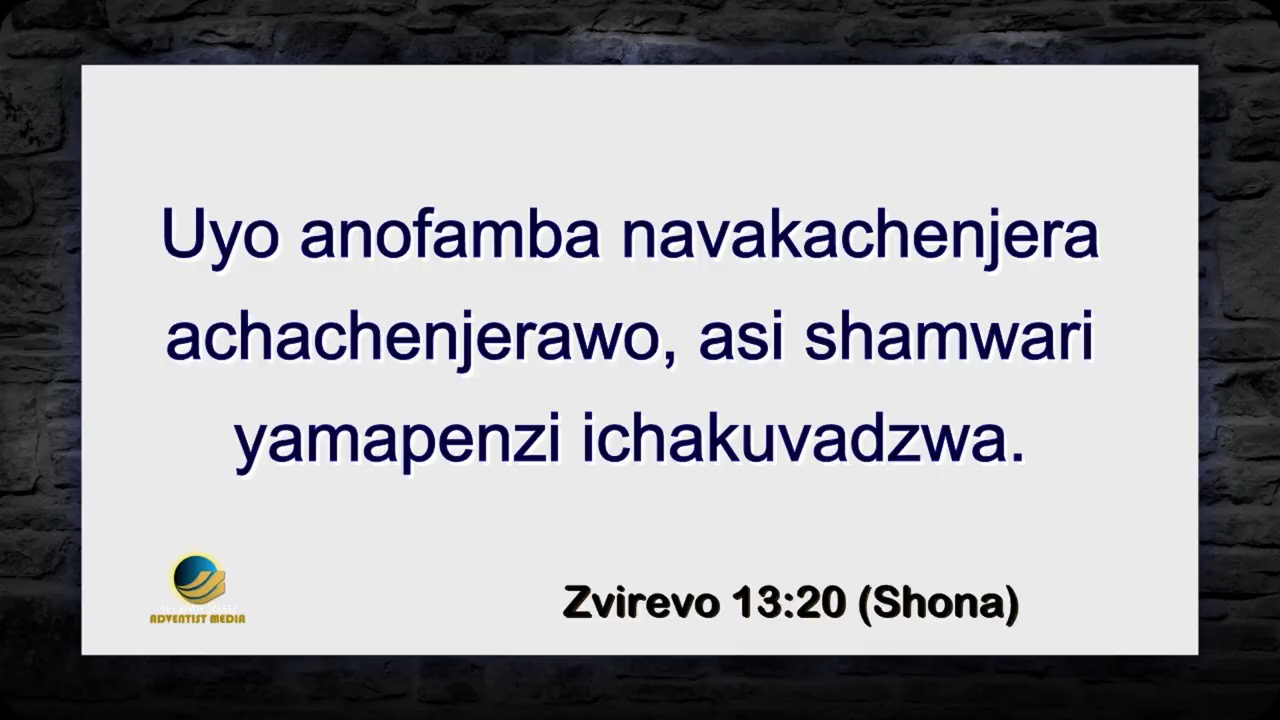 Uyo anofamba navakachenjera
achachenjerawo, asi shamwari
yamapenzi ichakuvadzwa.
Zvirevo 13:20 (Shona)
ADVENTIST MEDIA